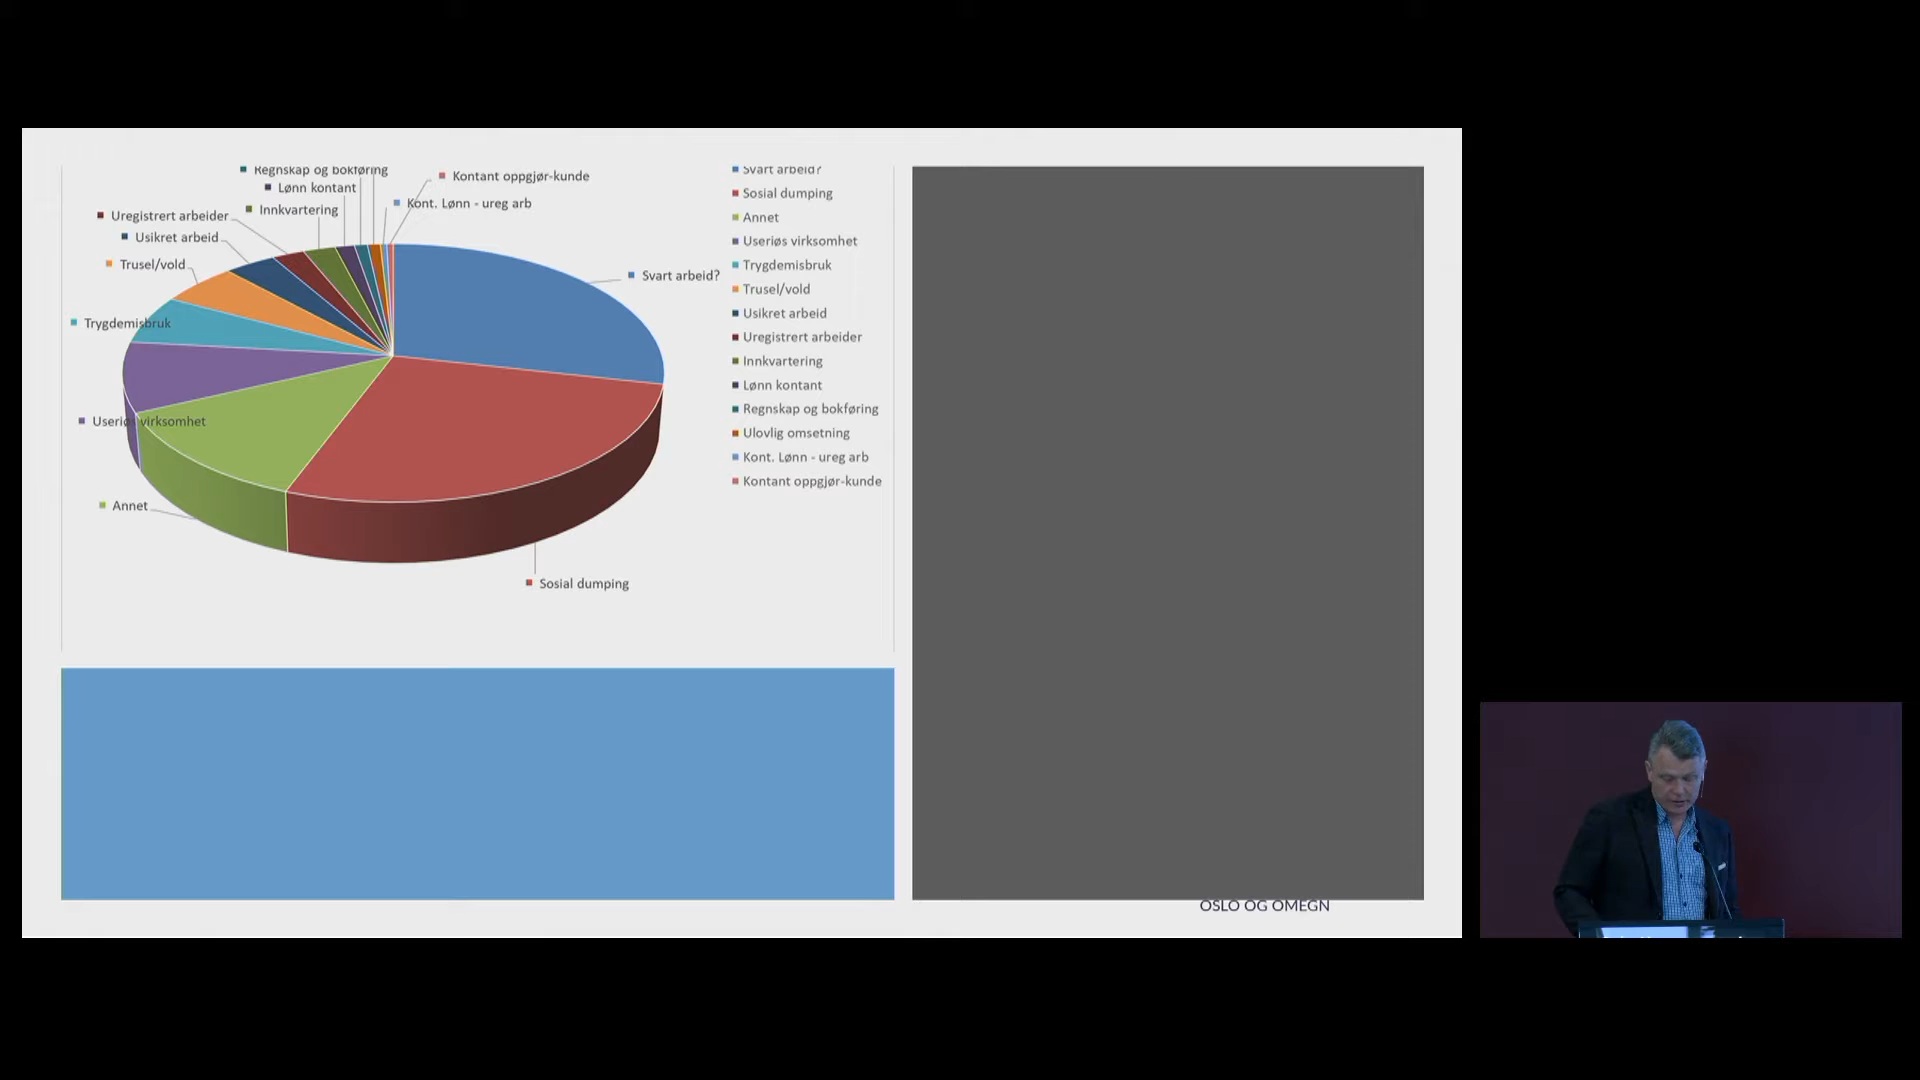 Regnskap og bokføring
Lønn kontant
Innkvartering
Uregistrert arbeider
Usikret arbeid
Trusel/vold
Trygdemisbruk
Useriøs virksomhet
Annet
Kontant oppgjør-kunde
Kont. Lønn - ureg arb
Svart arbeid?
Sosial dumping
Svart arbeid?
Sosial dumping
Annet
Useriøs virksomhet
Trygdemisbruk
Trusel/vold
Usikret arbeid
Uregistrert arbeider
Innkvartering
Lønn kontant
Regnskap og bokføring
Ulovlig omsetning
Kont. Lønn - ureg arb
Kontant oppgjør-kunde
OSLO OG OMEGN